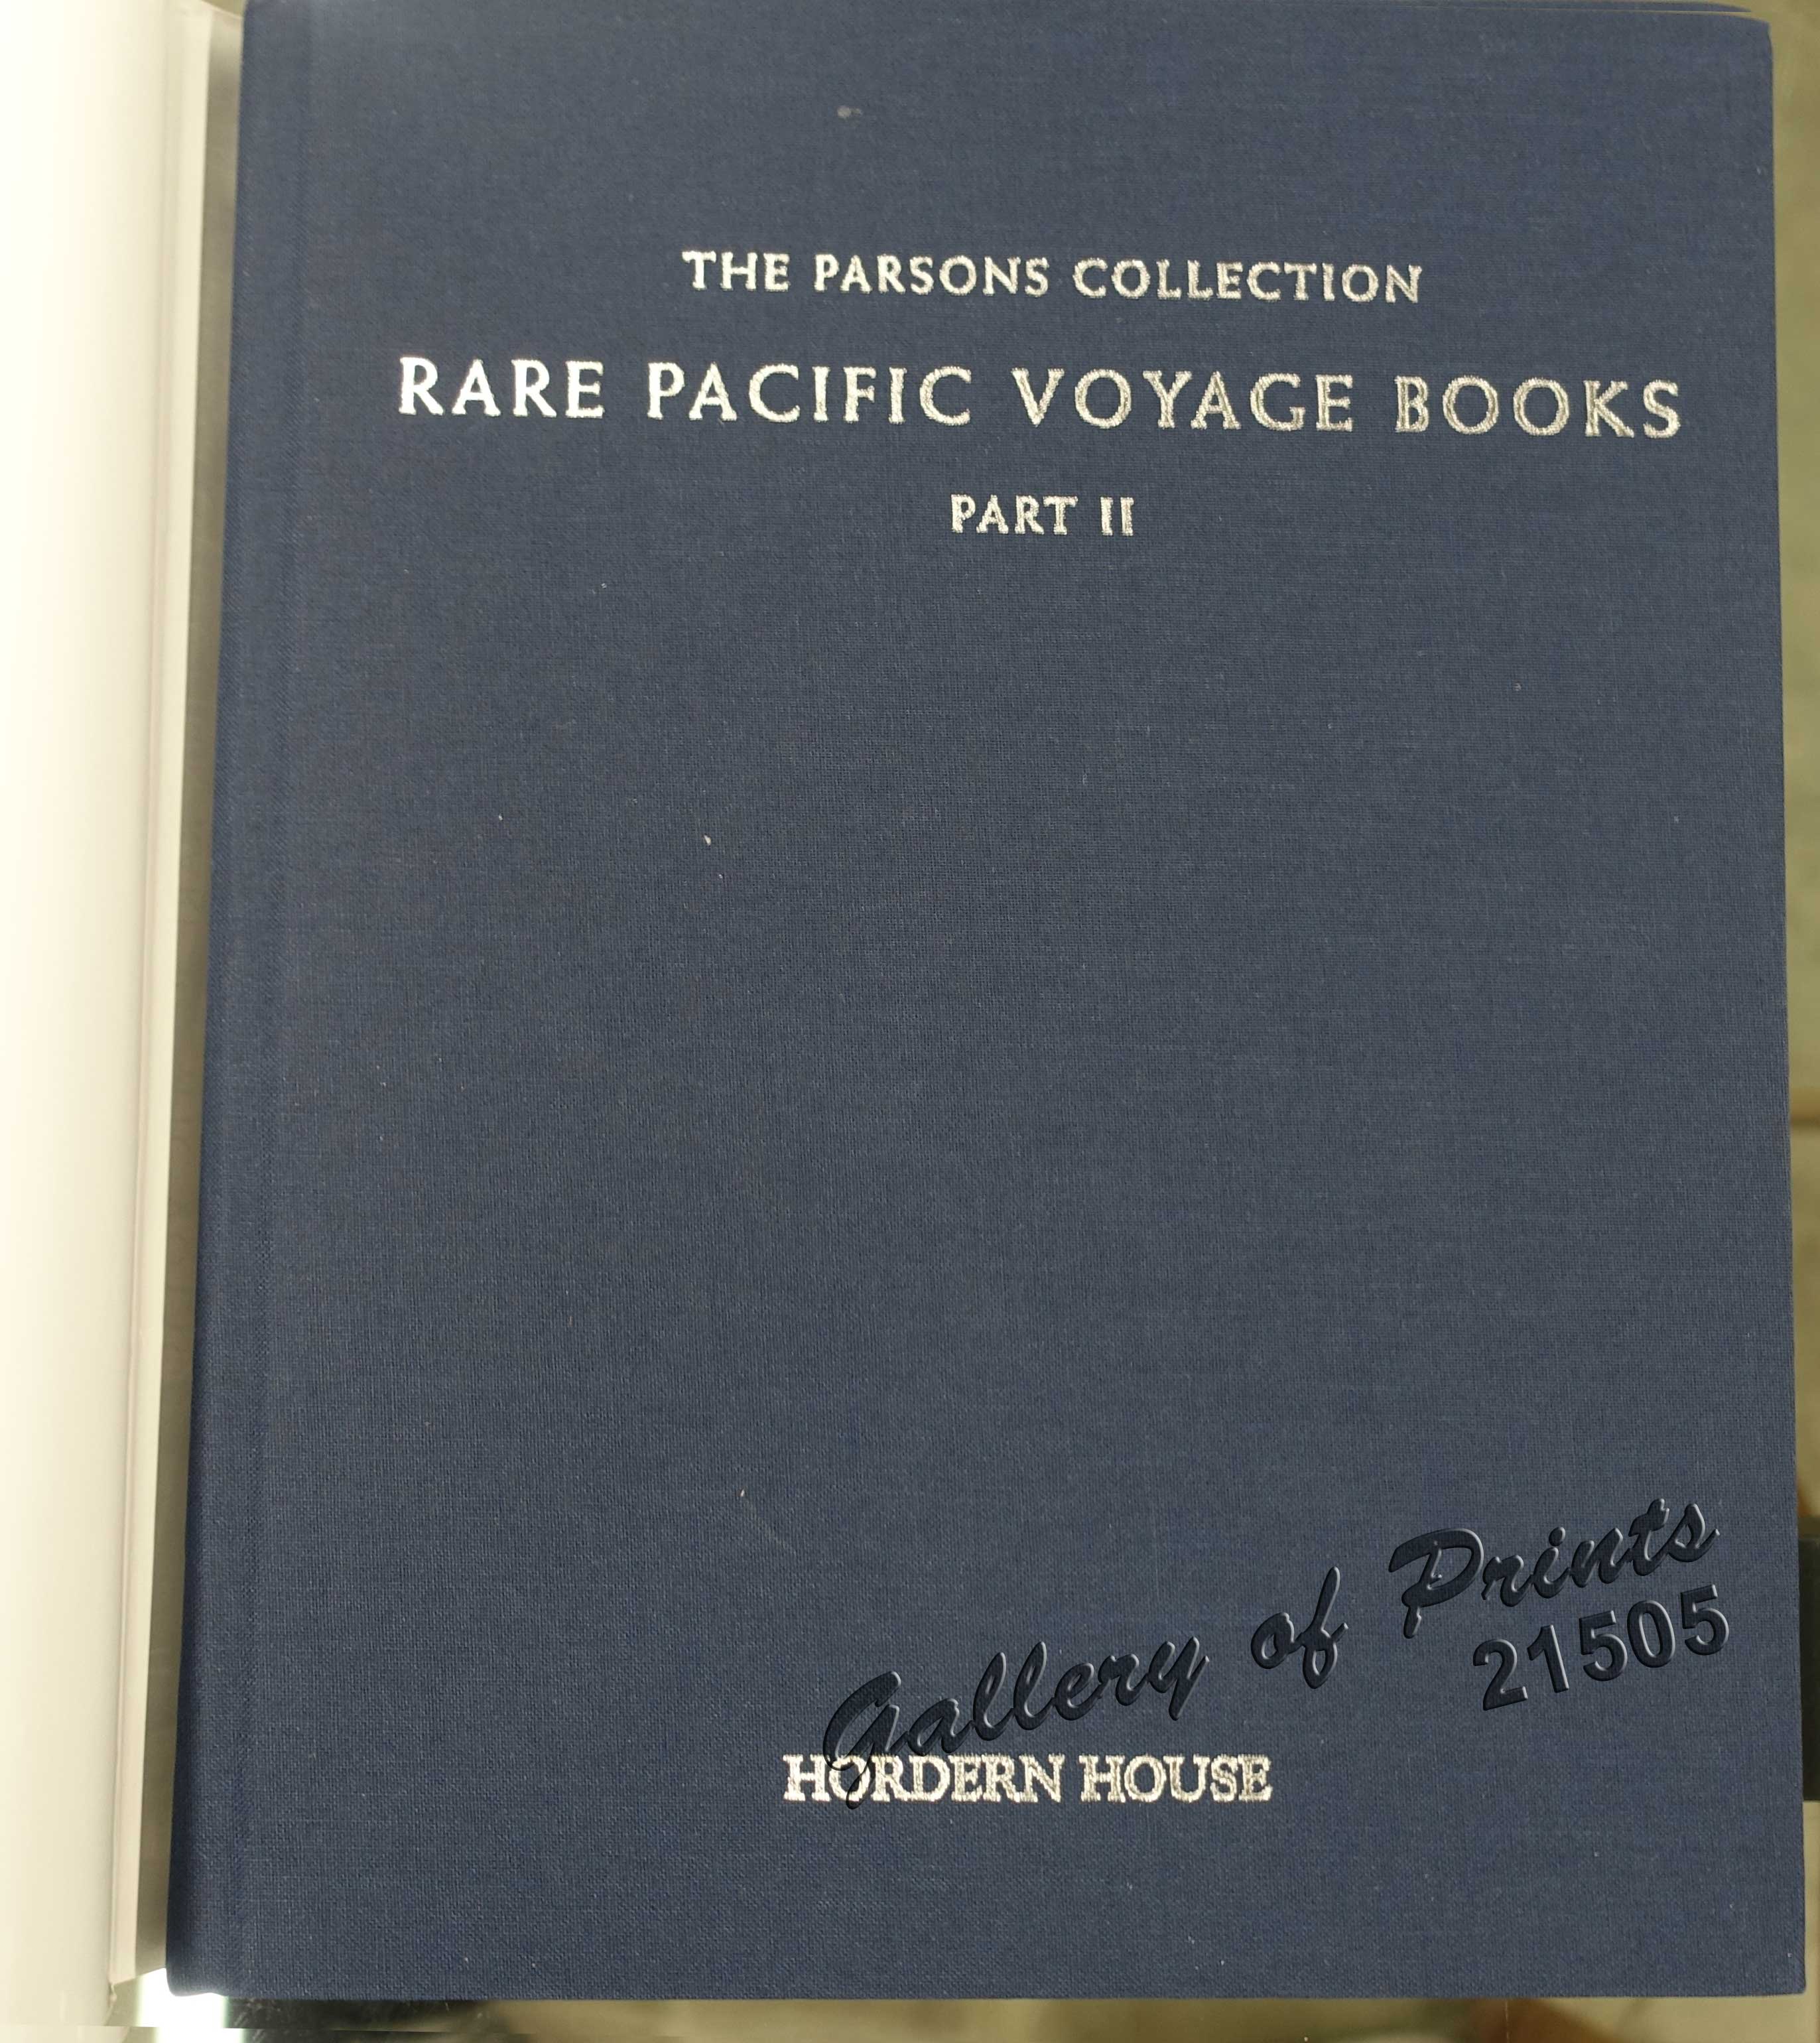 THE PARSONS COLLECTION
RARE PACIFIC VOYAGE BOOKS
PART II
Gallery of Prints
21505
HORDERN HOUSE